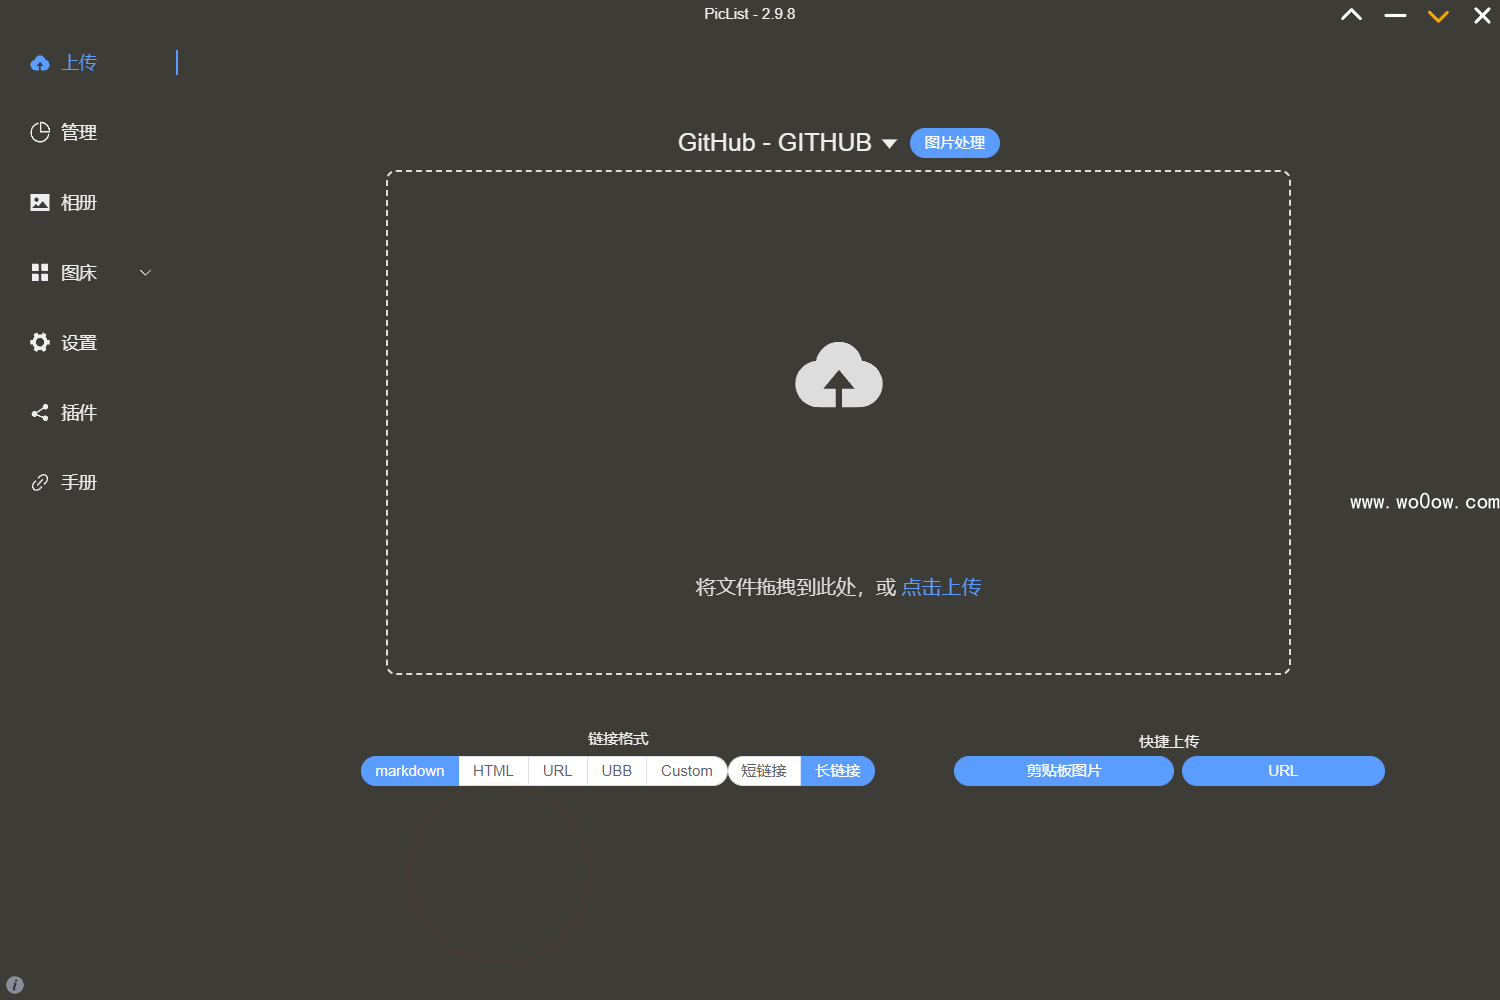 PicList - 2.9.8
上传
管理
相册
图床
设置
插件
手册
GitHub - GITHUB
图片处理
将文件拖拽到此处，或 点击上传
www.wo0ow.com
链接格式
markdown HTML URL UBB Custom 短链接 长链接
快捷上传
剪贴板图片 URL